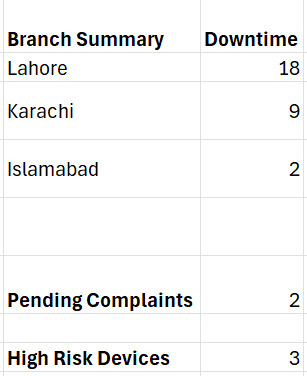 Branch Summary Downtime
Lahore 18
Karachi 9
Islamabad 2
Pending Complaints 2
High Risk Devices 3